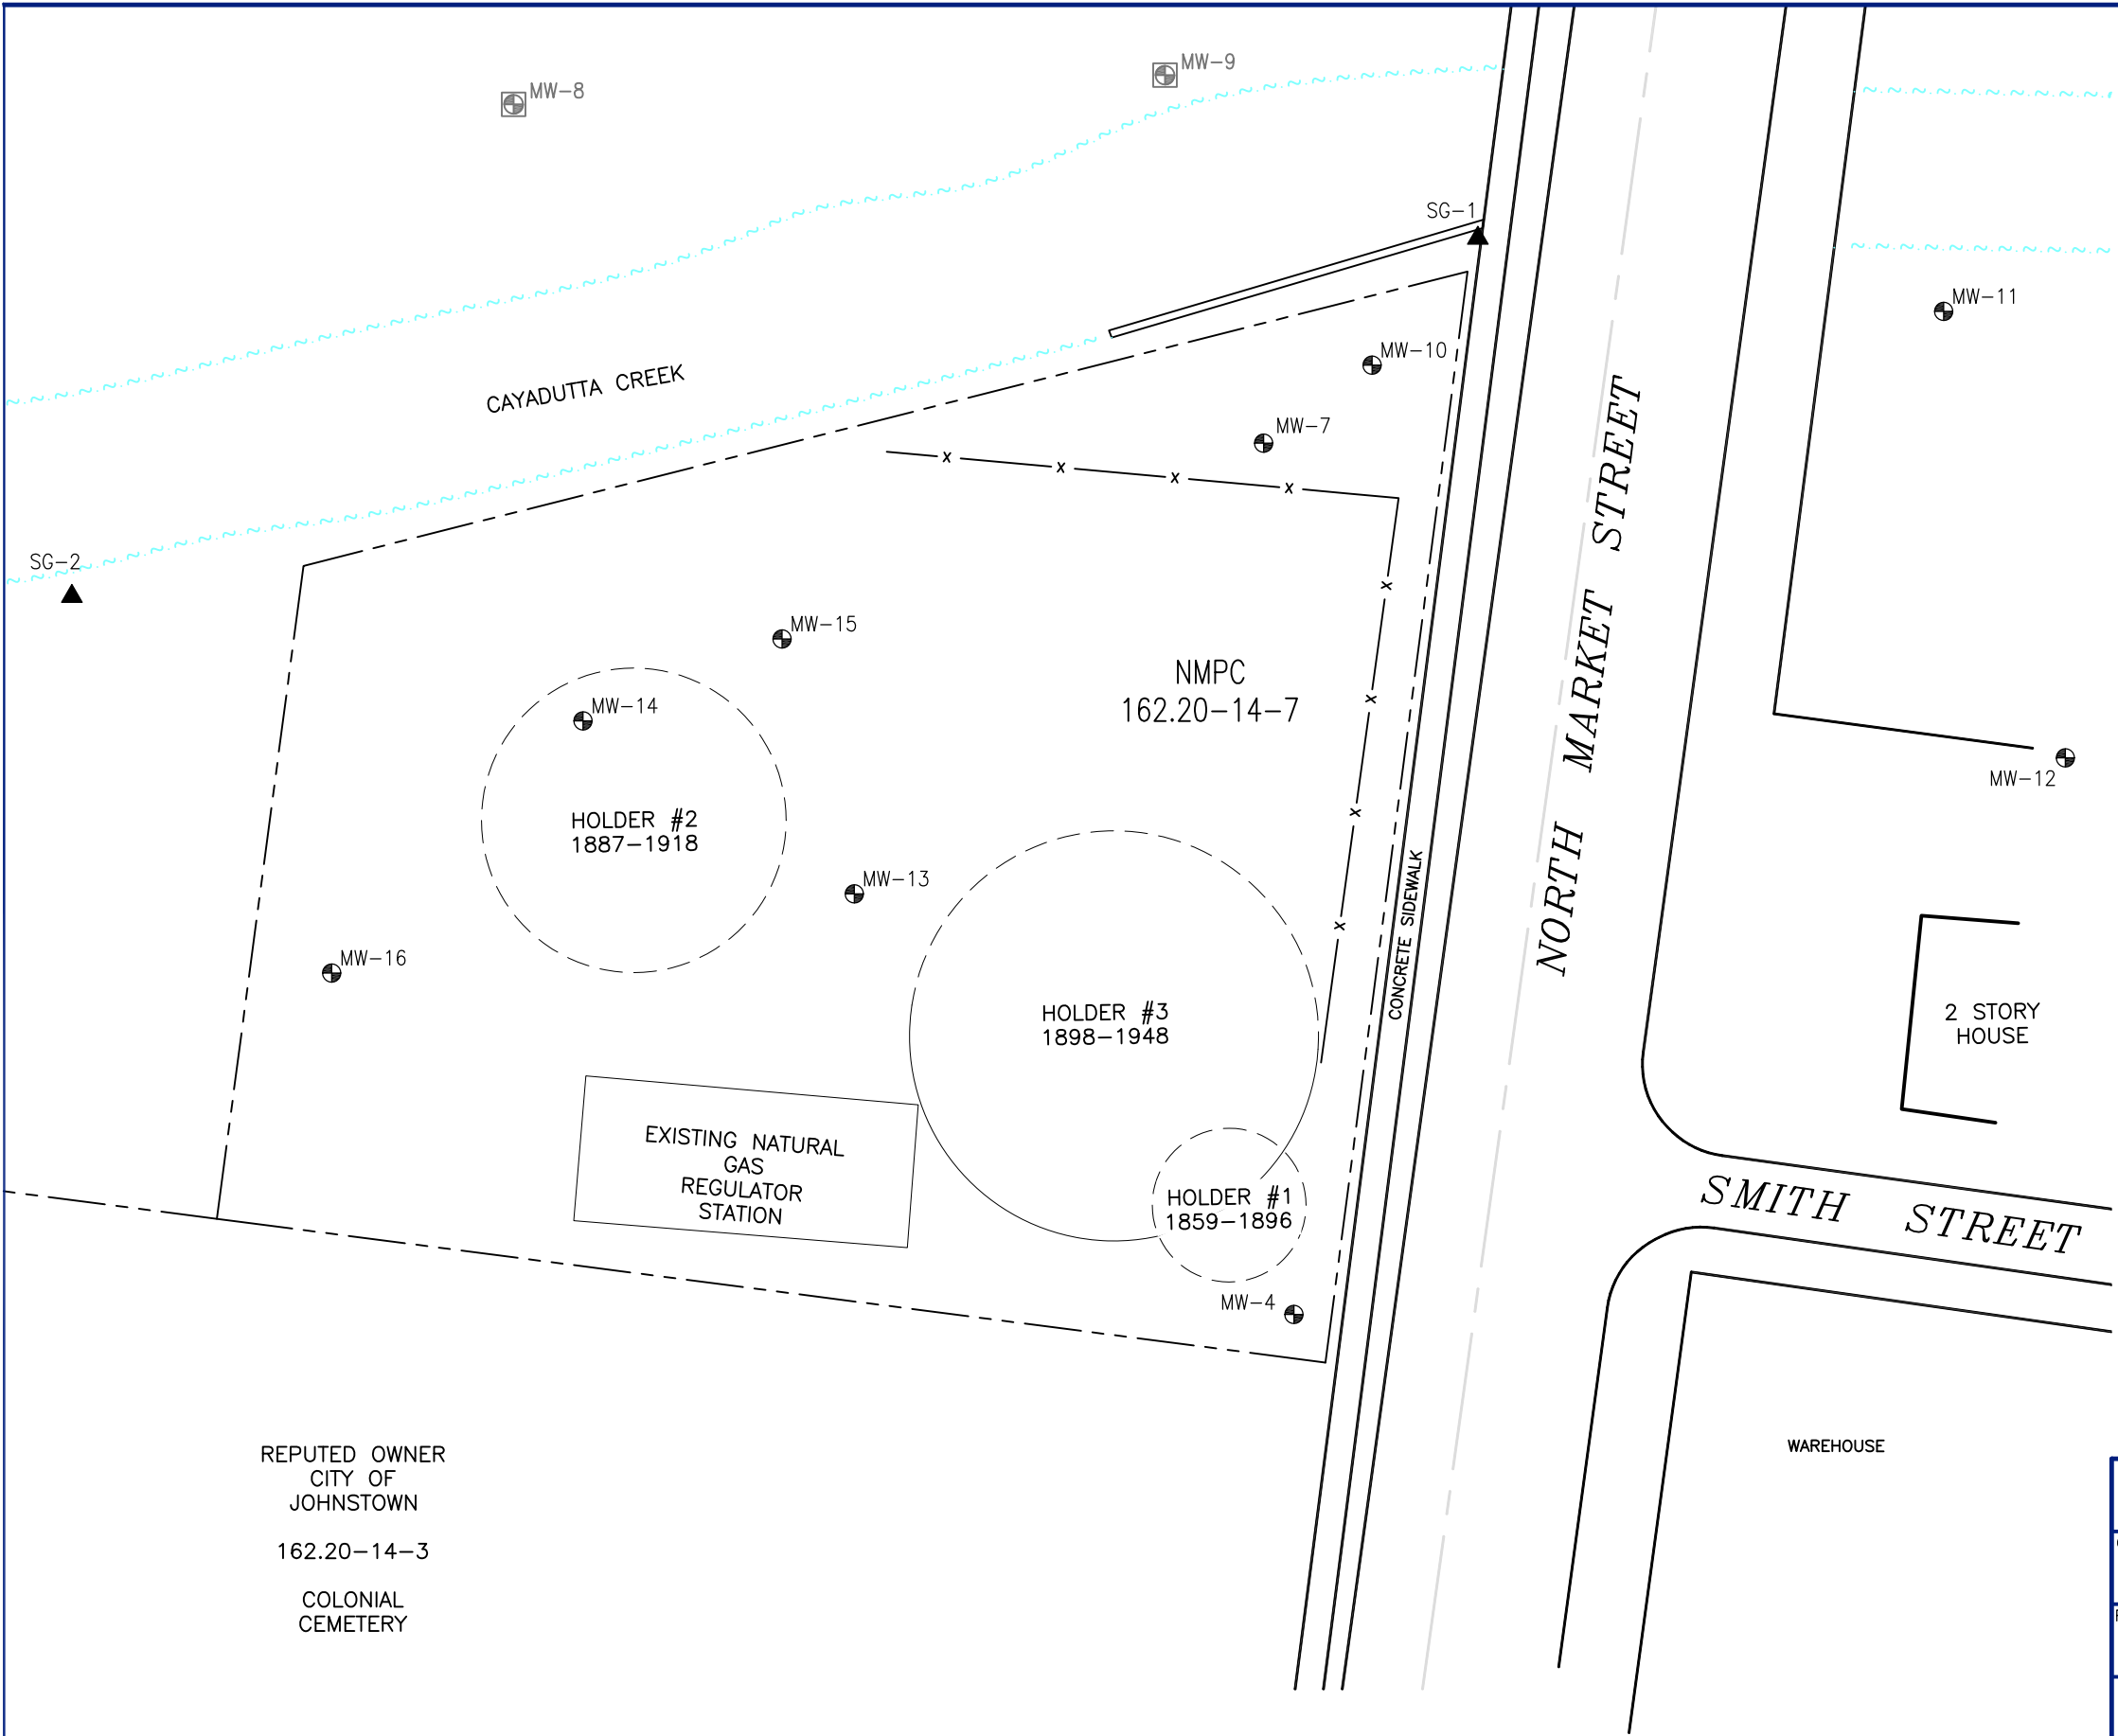 MW-9
MW-8
SG-1
MW-11
MW-10
CAYADUTTA CREEK
MW-7
SG-2
MW-15
NMPC
162.20-14-7
MW-14
NORTH MARKET STREET
MW-12
HOLDER #2
1887-1918
MW-13
CONCRETE SIDEWALK
MW-16
HOLDER #3
1898-1948
2 STORY
HOUSE
EXISTING NATURAL
GAS
REGULATOR
STATION
HOLDER #1
1859-1896
SMITH STREET
MW-4
WAREHOUSE
REPUTED OWNER
CITY OF
JOHNSTOWN
162.20-14-3
COLONIAL
CEMETERY